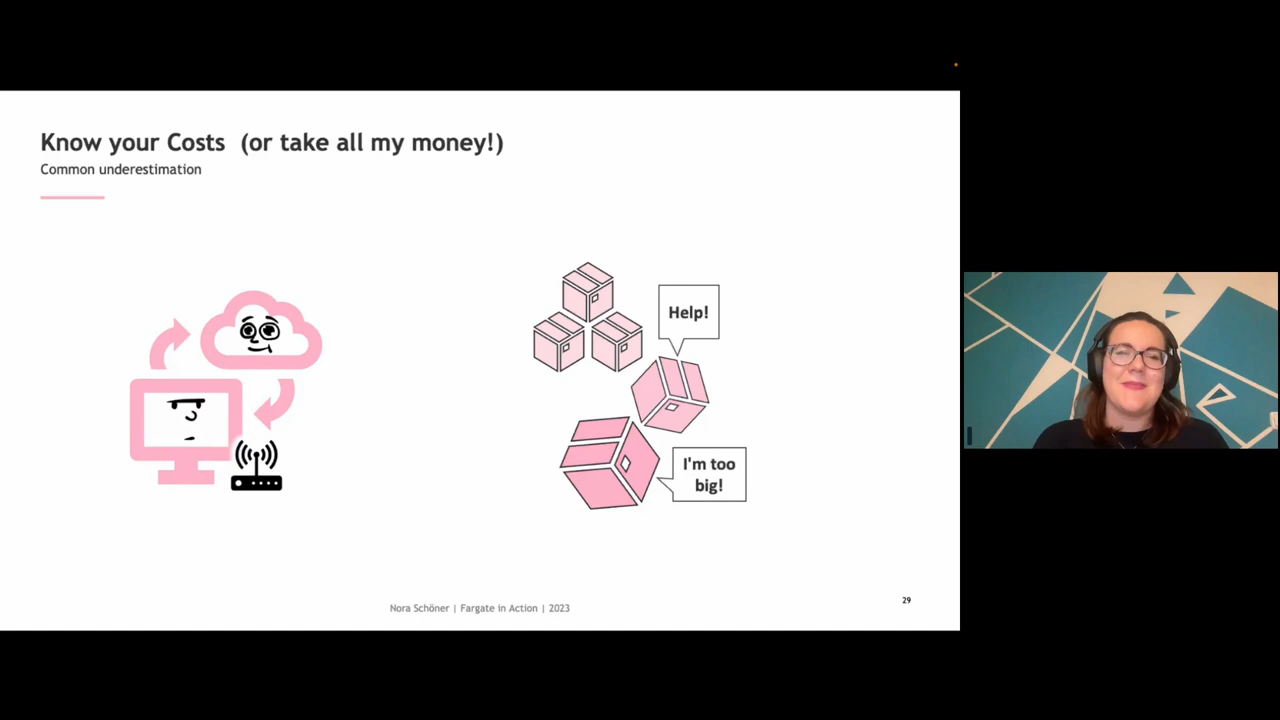 Know your Costs (or take all my money!)
Common underestimation
Help!
I'm too
big!
Nora Schöner | Fargate in Action | 2023
29